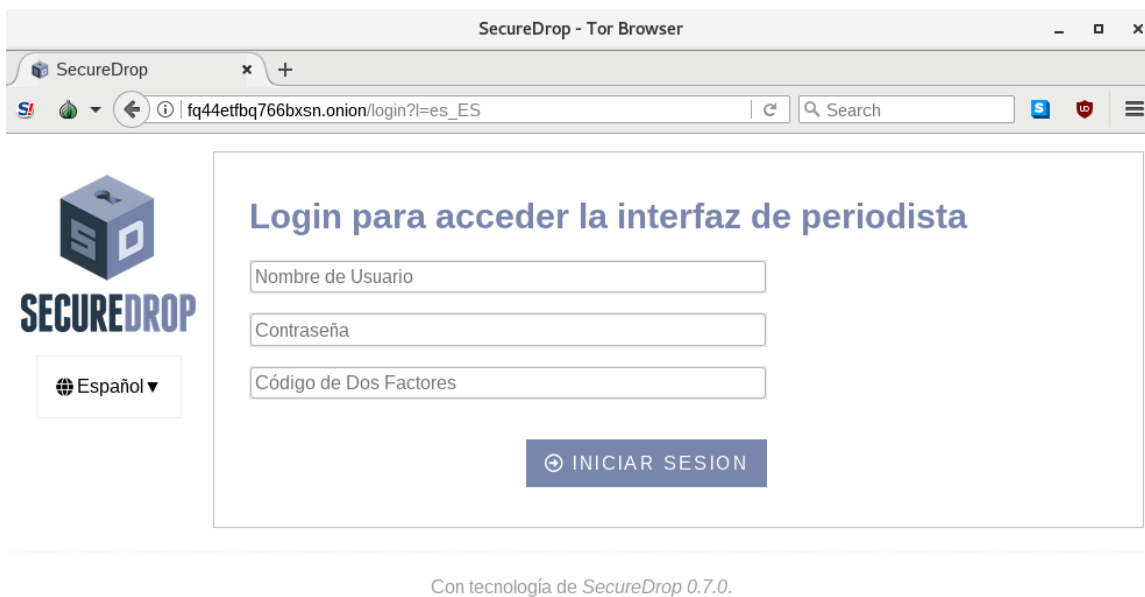 SecureDrop - Tor Browser
SecureDrop
fq44etfbq766bxsn.onion/login?l=es_ES
Search
S D
SECUREDROP
Login para acceder la interfaz de periodista
Nombre de Usuario
Contraseña
Código de Dos Factores
Español
INICIAR SESION
Con tecnología de SecureDrop 0.7.0.